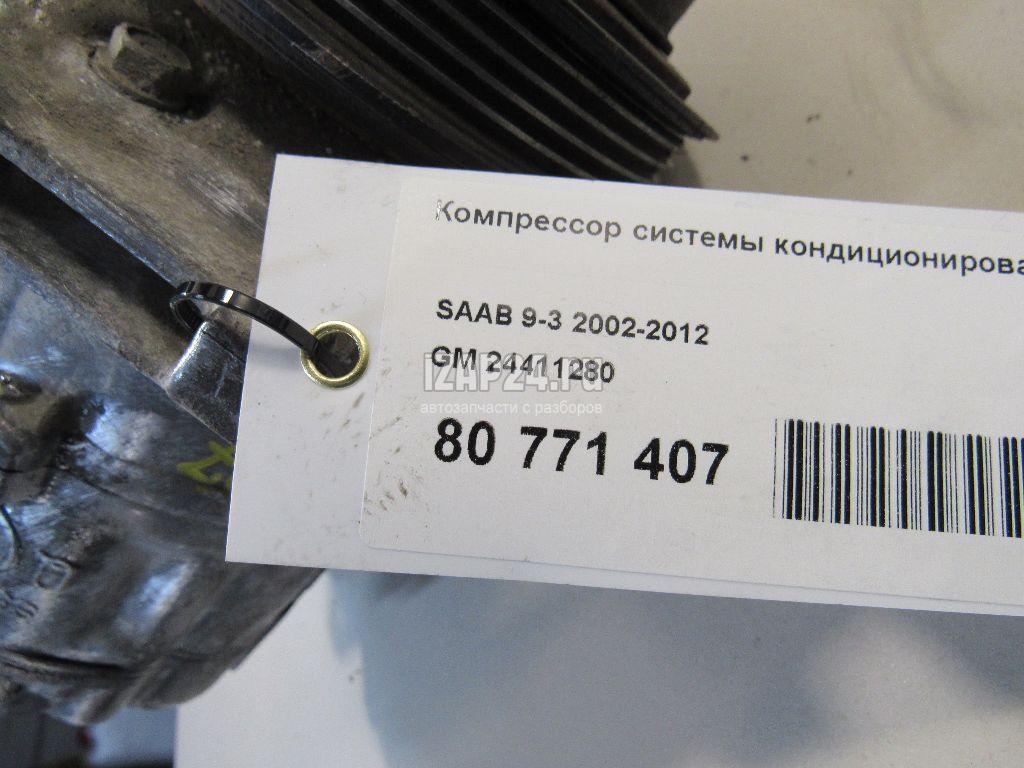 Компрессор системы кондиционирова
SAAB 9-3 2002-2012
GM 24411280
iZAP24.ru
автозапчасти с разборов
80 771 407